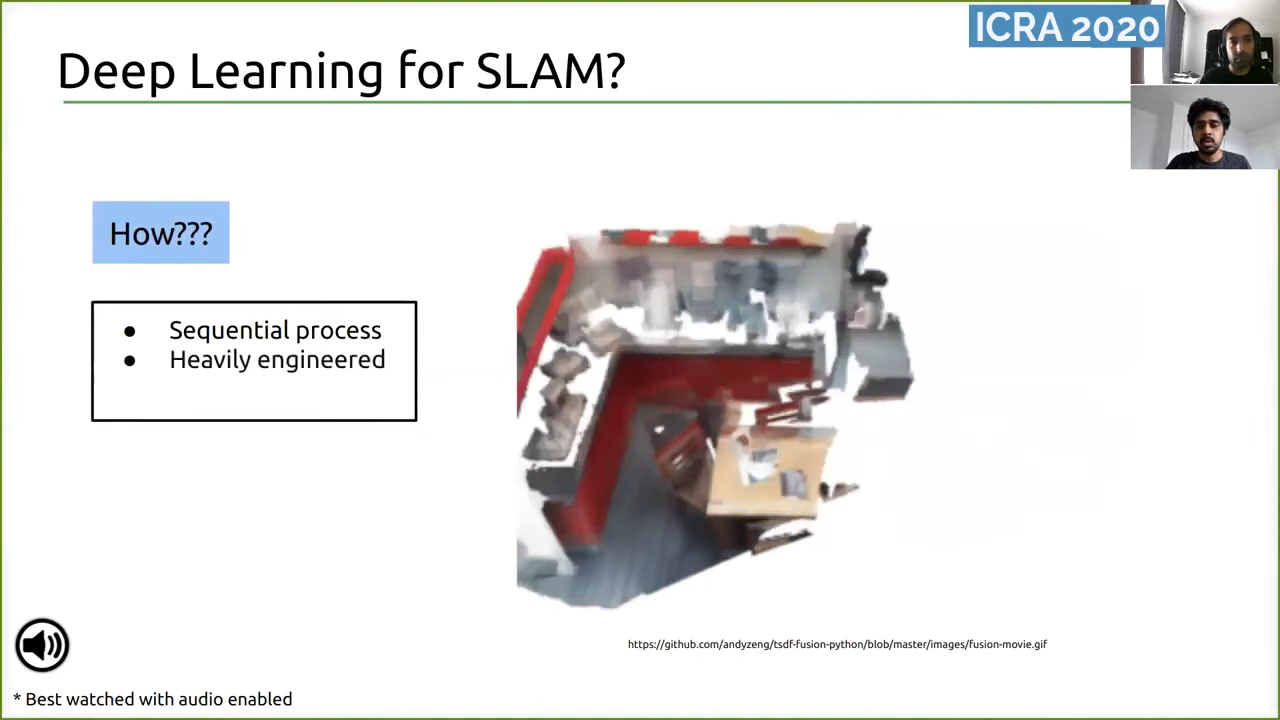 ICRA 2020
Deep Learning for SLAM?
How???
● Sequential process
● Heavily engineered
https://github.com/andyzeng/tsdf-fusion-python/blob/master/images/fusion-movie.gif
* Best watched with audio enabled